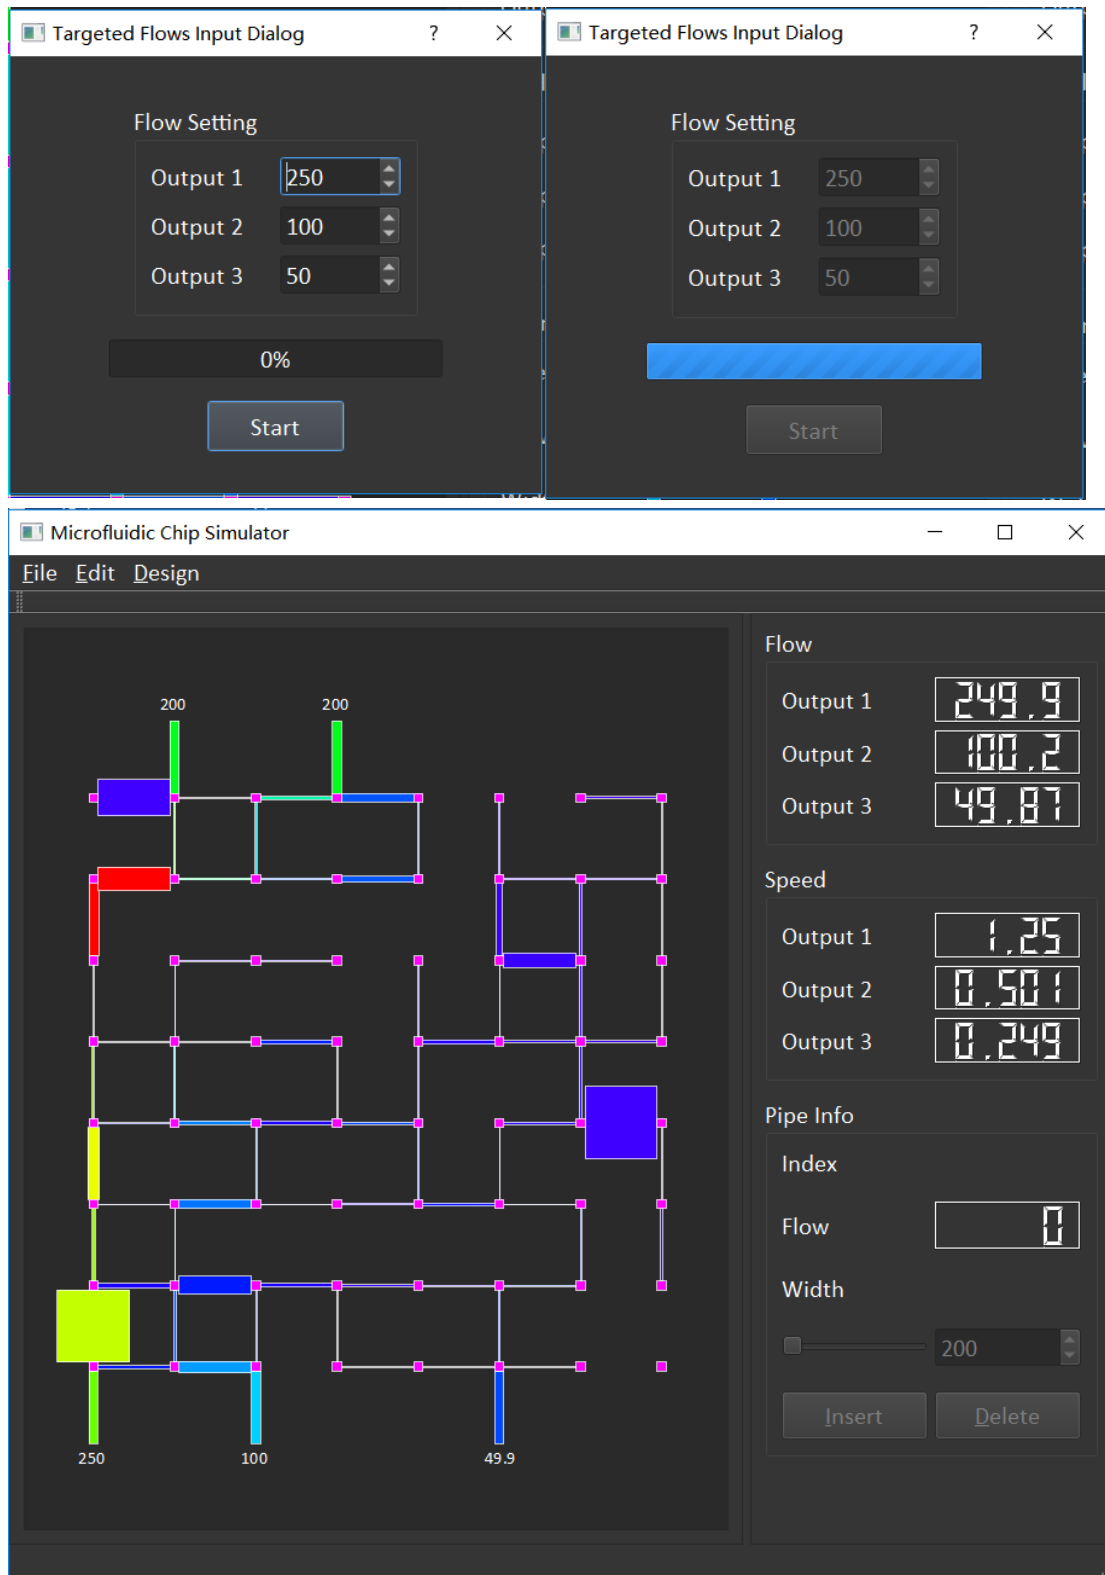 Targeted Flows Input Dialog ? ×
Flow Setting
Output 1 250
Output 2 100
Output 3 50
0%
Start
Targeted Flows Input Dialog ? ×
Flow Setting
Output 1 250
Output 2 100
Output 3 50
Start
Microfluidic Chip Simulator
File Edit Design
200 200
250 100 49.9
Flow
Output 1 249.9
Output 2 100.2
Output 3 49.87
Speed
Output 1 1.25
Output 2 0.501
Output 3 0.249
Pipe Info
Index
Flow 0
Width
200
Insert Delete